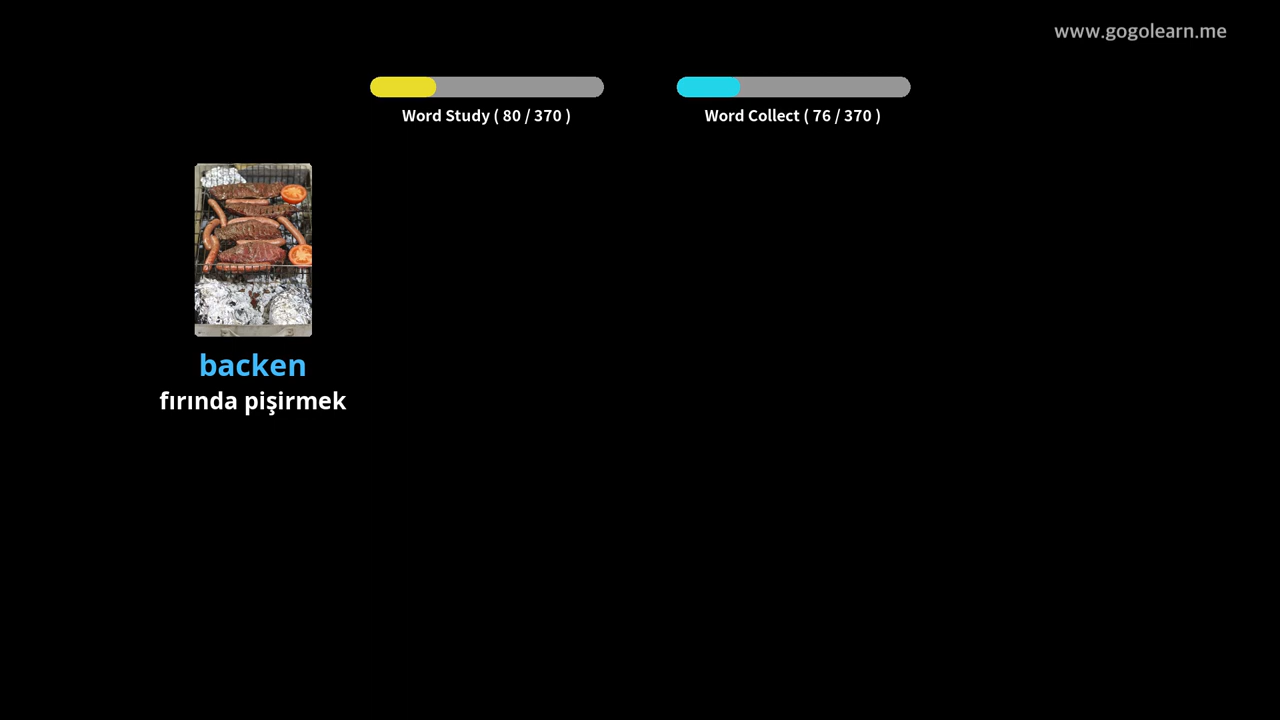 www.gogolearn.me
Word Study ( 80 / 370 )
Word Collect ( 76 / 370 )
backen
fırında pişirmek